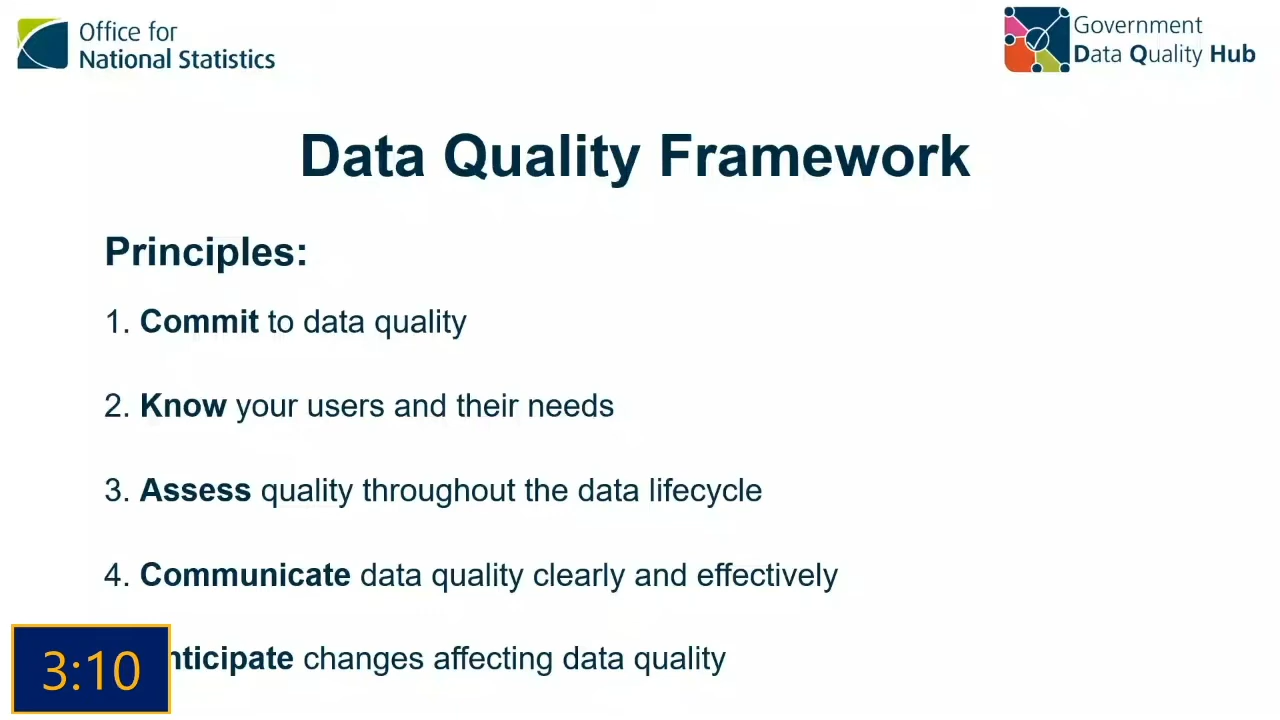 Office for
National Statistics
Government
Data Quality Hub
Data Quality Framework
Principles:
1. Commit to data quality
2. Know your users and their needs
3. Assess quality throughout the data lifecycle
4. Communicate data quality clearly and effectively
nticipate changes affecting data quality
3:10